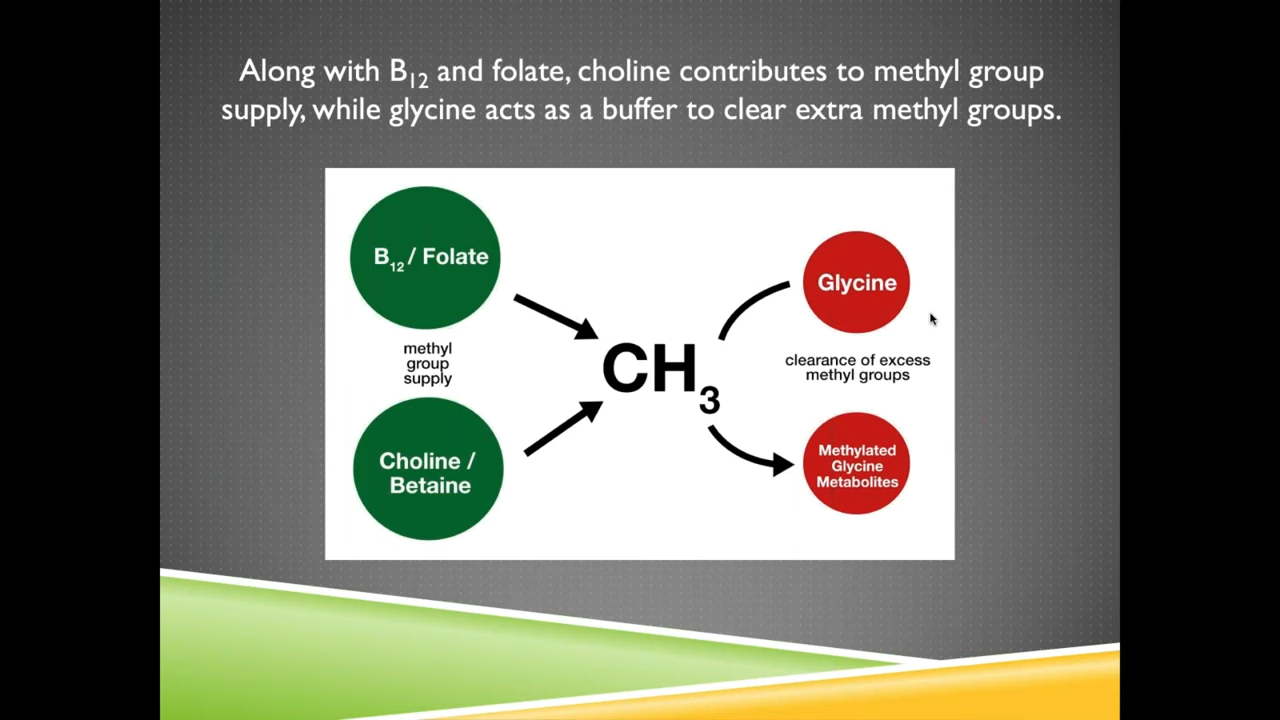 Along with B₁₂ and folate, choline contributes to methyl group
supply, while glycine acts as a buffer to clear extra methyl groups.
B₁₂ / Folate
methyl
group
supply
Choline /
Betaine
CH₃
Glycine
clearance of excess
methyl groups
Methylated
Glycine
Metabolites